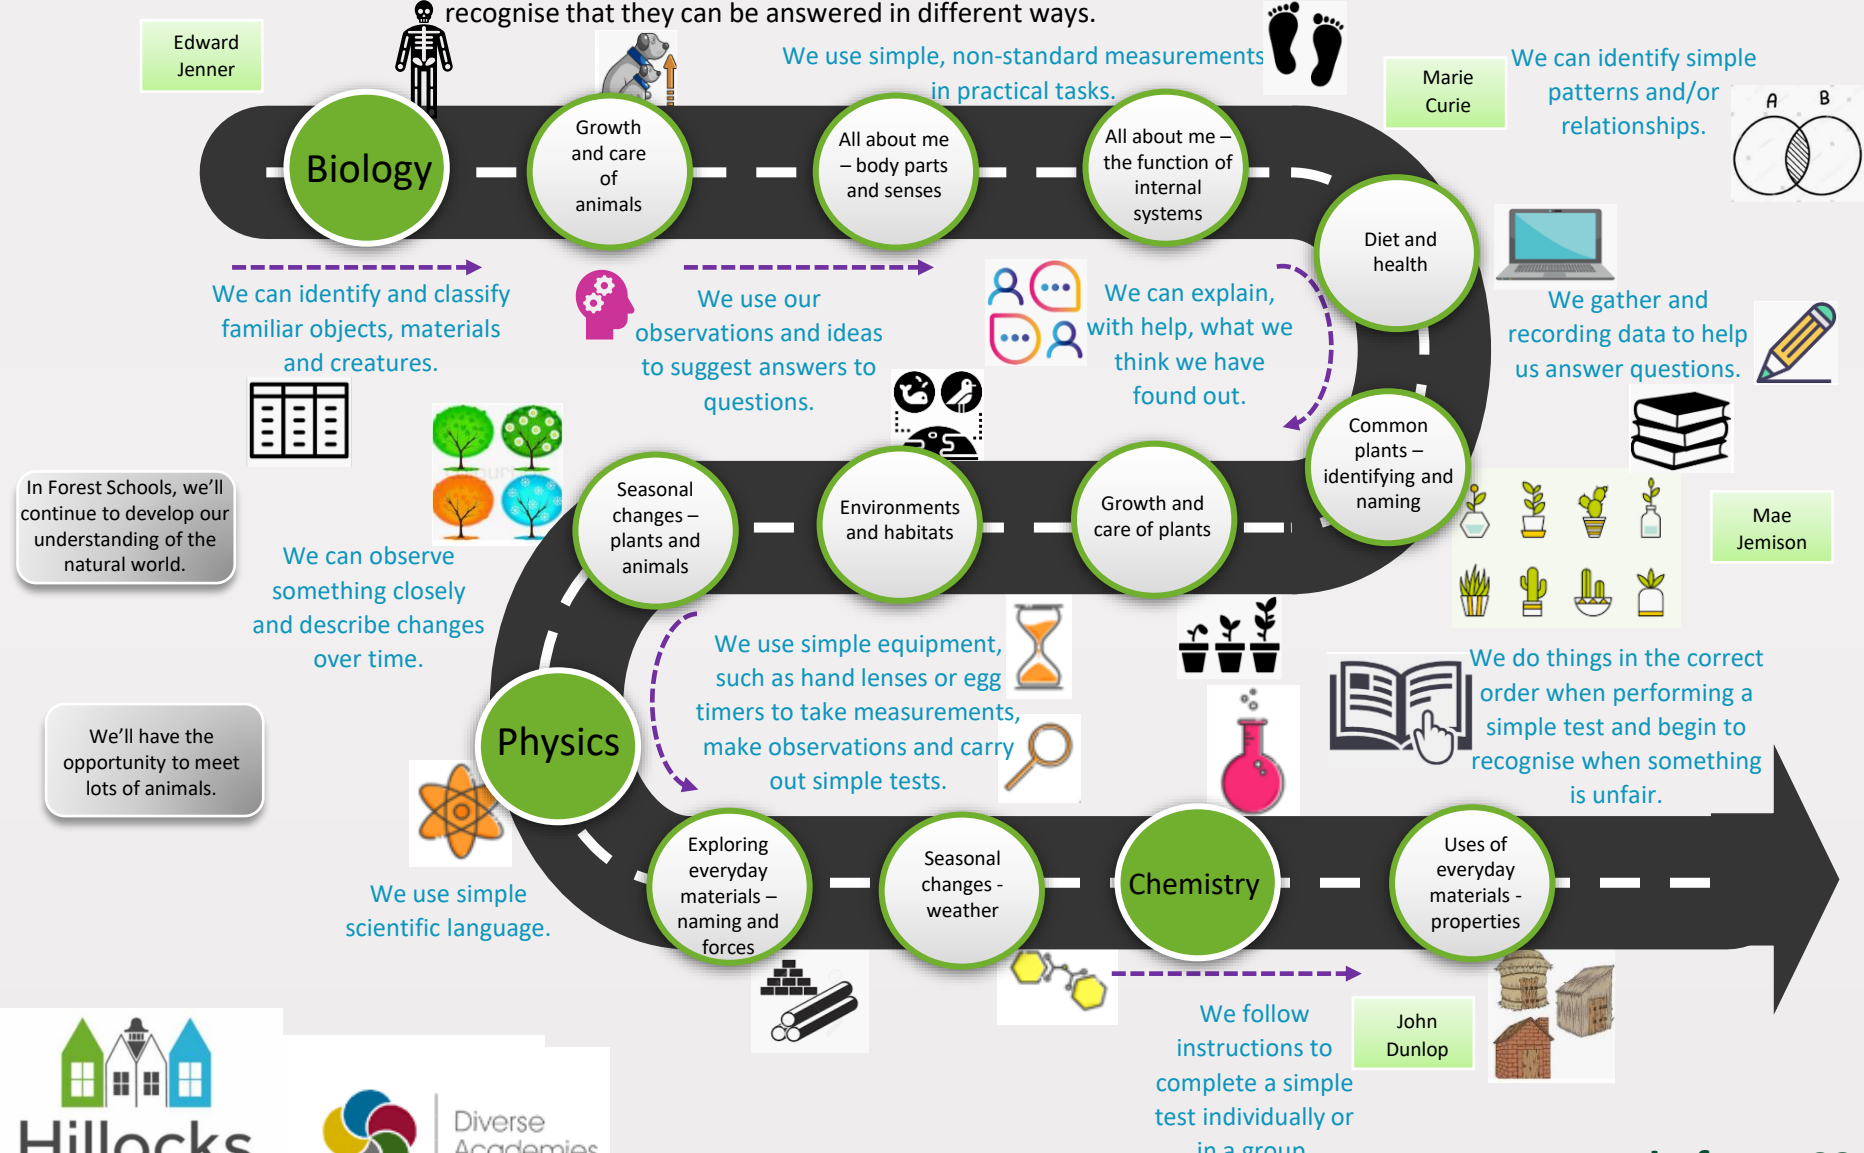 recognise that they can be answered in different ways.
Edward
Jenner
We use simple, non-standard measurements
in practical tasks.
Marie
Curie
We can identify simple
patterns and/or
relationships.
A B
Biology
Growth
and care
of
animals
All about me
– body parts
and senses
All about me –
the function of
internal
systems
Diet and
health
We can identify and classify
familiar objects, materials
and creatures.
We use our
observations and ideas
to suggest answers to
questions.
We can explain,
with help, what we
think we have
found out.
We gather and
recording data to help
us answer questions.
Common
plants –
identifying and
naming
Growth and
care of plants
Environments
and habitats
Seasonal
changes –
plants and
animals
In Forest Schools, we’ll
continue to develop our
understanding of the
natural world.
Mae
Jemison
We can observe
something closely
and describe changes
over time.
We use simple equipment,
such as hand lenses or egg
timers to take measurements,
make observations and carry
out simple tests.
We do things in the correct
order when performing a
simple test and begin to
recognise when something
is unfair.
We’ll have the
opportunity to meet
lots of animals.
Physics
We use simple
scientific language.
Exploring
everyday
materials –
naming and
forces
Seasonal
changes -
weather
Chemistry
Uses of
everyday
materials -
properties
We follow
instructions to
complete a simple
test individually or
in a group
John
Dunlop
Hillocks
Diverse
Academies